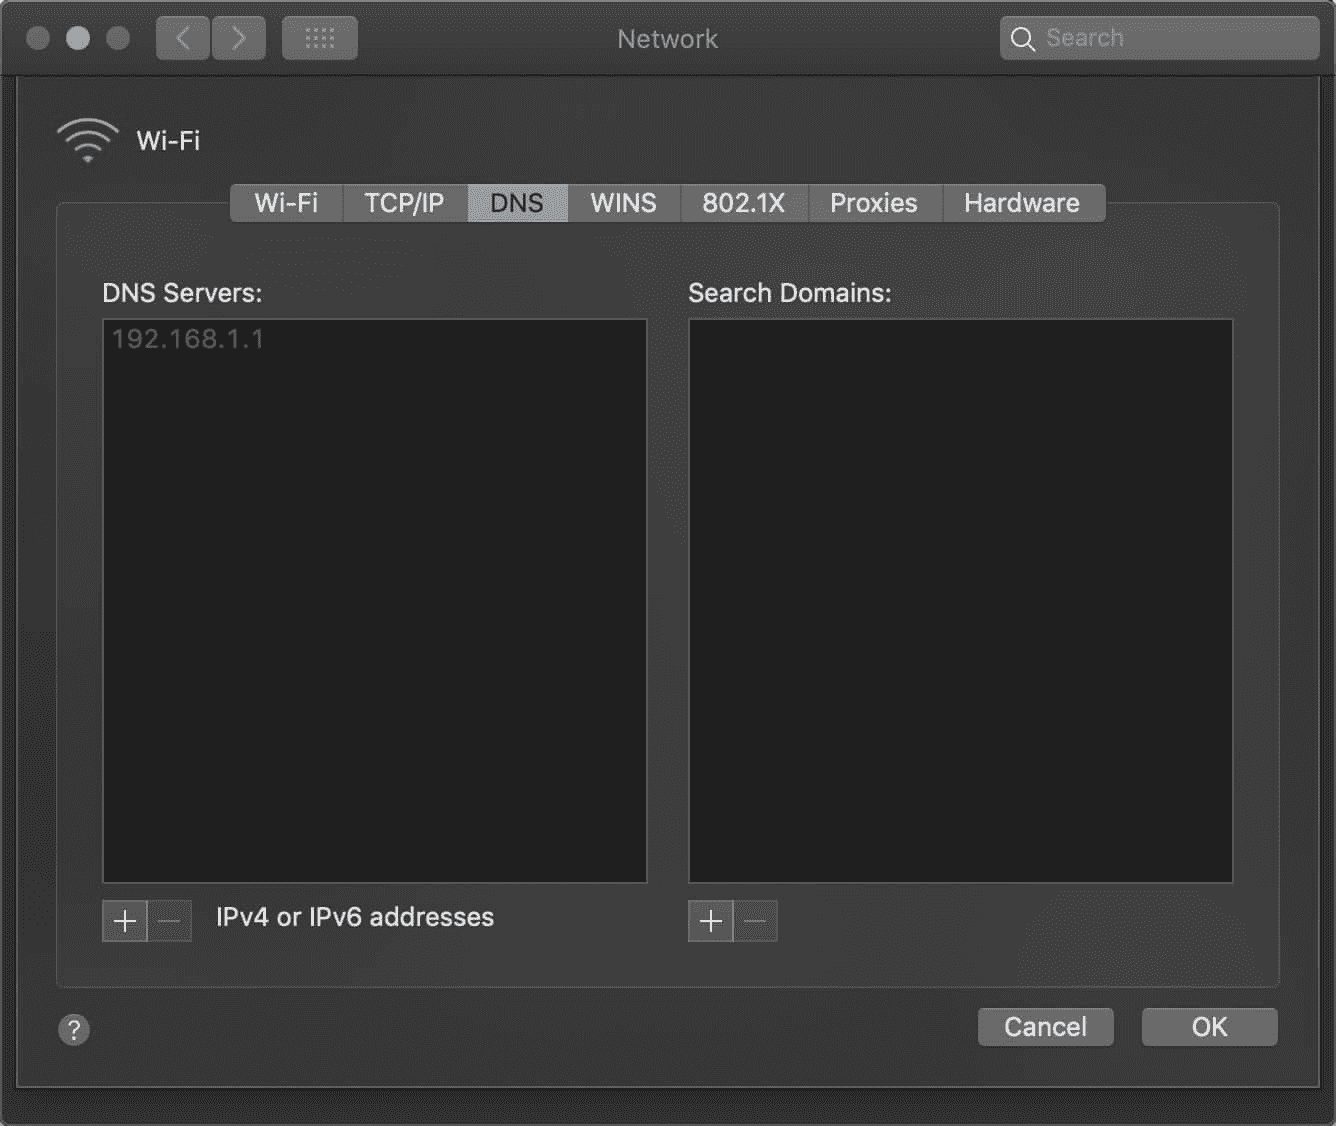 Network
Search
Wi-Fi
Wi-Fi TCP/IP DNS WINS 802.1X Proxies Hardware
DNS Servers:
192.168.1.1
Search Domains:
+ − IPv4 or IPv6 addresses
+ −
?
Cancel
OK